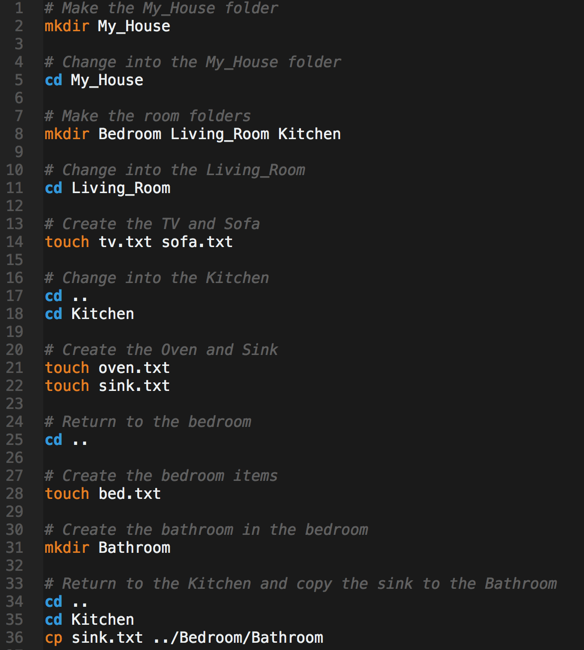 1 # Make the My_House folder
2 mkdir My_House
3
4 # Change into the My_House folder
5 cd My_House
6
7 # Make the room folders
8 mkdir Bedroom Living_Room Kitchen
9
10 # Change into the Living_Room
11 cd Living_Room
12
13 # Create the TV and Sofa
14 touch tv.txt sofa.txt
15
16 # Change into the Kitchen
17 cd ..
18 cd Kitchen
19
20 # Create the Oven and Sink
21 touch oven.txt
22 touch sink.txt
23
24 # Return to the bedroom
25 cd ..
26
27 # Create the bedroom items
28 touch bed.txt
29
30 # Create the bathroom in the bedroom
31 mkdir Bathroom
32
33 # Return to the Kitchen and copy the sink to the Bathroom
34 cd ..
35 cd Kitchen
36 cp sink.txt ../Bedroom/Bathroom